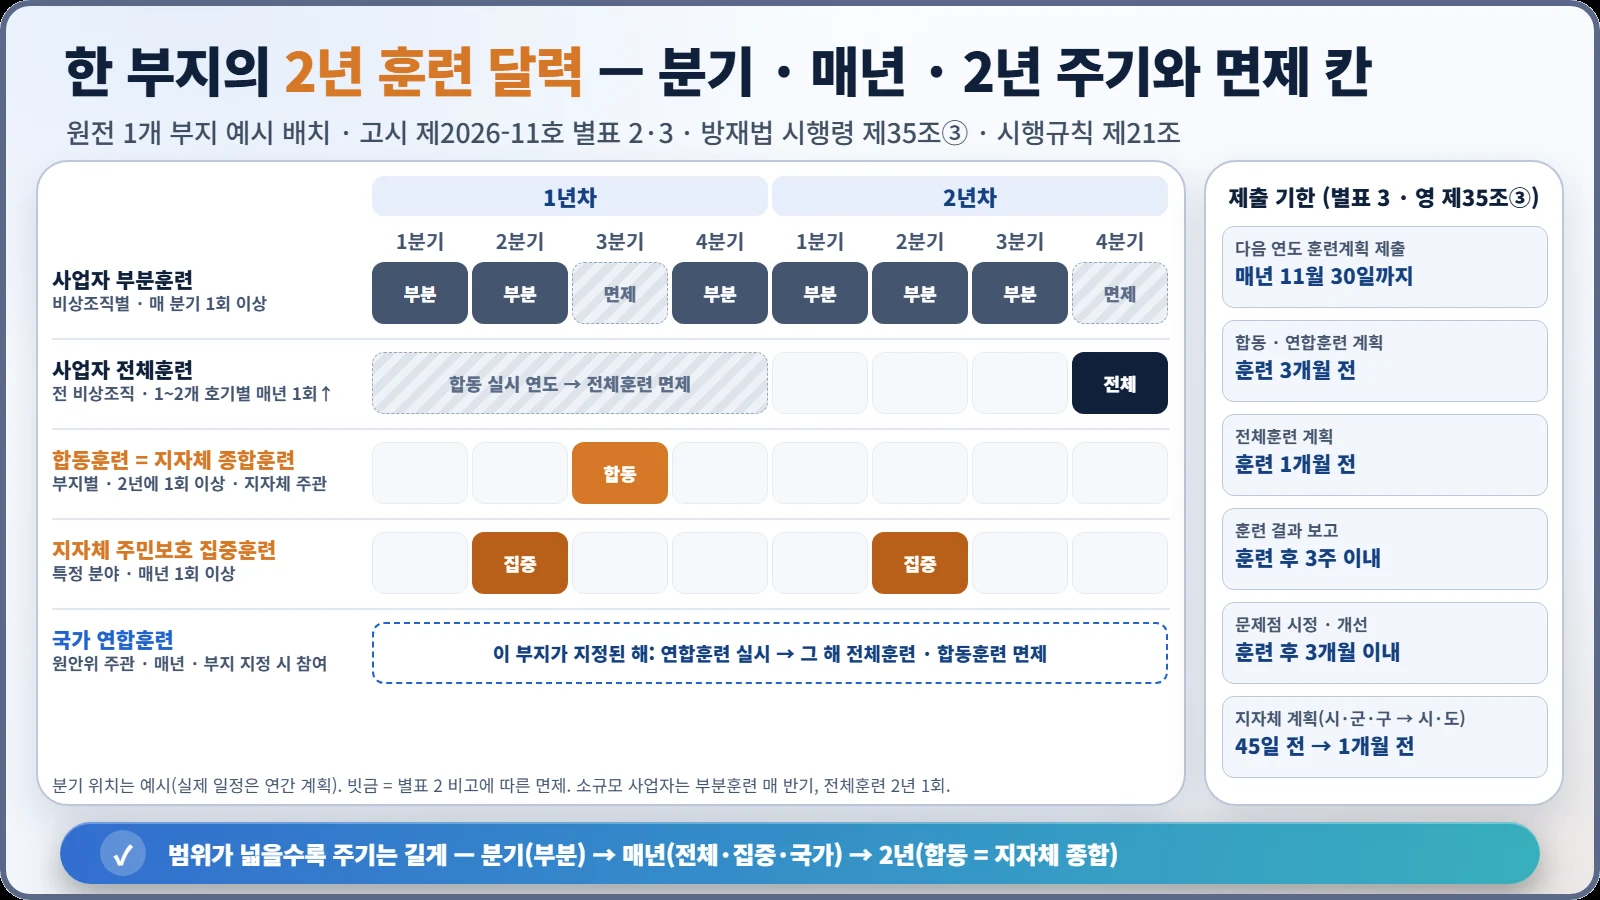 한 부지의 2년 훈련 달력 — 분기 · 매년 · 2년 주기와 면제 칸
원전 1개 부지 예시 배치 · 고시 제2026-11호 별표 2·3 · 방재법 시행령 제35조③ · 시행규칙 제21조
1년차 2년차
1분기 2분기 3분기 4분기 1분기 2분기 3분기 4분기
사업자 부분훈련
비상조직별 · 매 분기 1회 이상
부분 부분 면제 부분 부분 부분 부분 면제
사업자 전체훈련
전 비상조직 · 1~2개 호기별 매년 1회↑
합동 실시 연도 → 전체훈련 면제 전체
합동훈련 = 지자체 종합훈련
부지별 · 2년에 1회 이상 · 지자체 주관
합동
지자체 주민보호 집중훈련
특정 분야 · 매년 1회 이상
집중 집중
국가 연합훈련
원안위 주관 · 매년 · 부지 지정 시 참여
이 부지가 지정된 해: 연합훈련 실시 → 그 해 전체훈련 · 합동훈련 면제
분기 위치는 예시(실제 일정은 연간 계획). 빗금 = 별표 2 비고에 따른 면제. 소규모 사업자는 부분훈련 매 반기, 전체훈련 2년 1회.
제출 기한 (별표 3 · 영 제35조③)
다음 연도 훈련계획 제출
매년 11월 30일까지
합동 · 연합훈련 계획
훈련 3개월 전
전체훈련 계획
훈련 1개월 전
훈련 결과 보고
훈련 후 3주 이내
문제점 시정 · 개선
훈련 후 3개월 이내
지자체 계획(시·군·구 → 시·도)
45일 전 → 1개월 전
✓ 범위가 넓을수록 주기는 길게 — 분기(부분) → 매년(전체·집중·국가) → 2년(합동 = 지자체 종합)